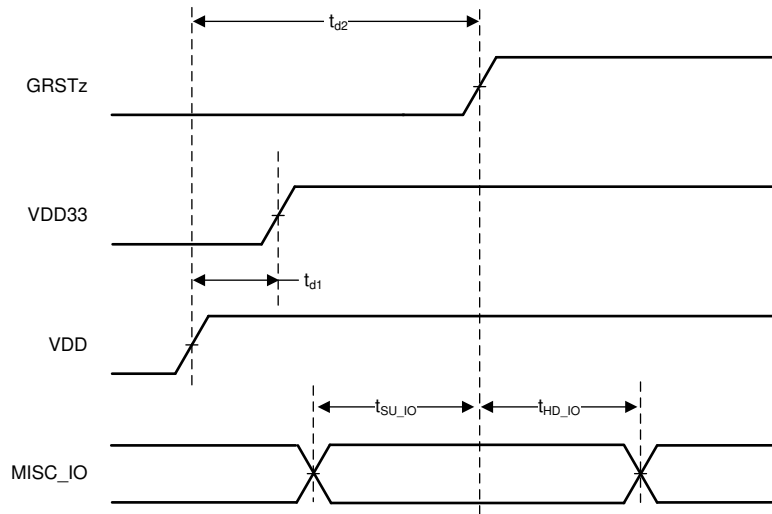 t_d2
GRSTz
VDD33
t_d1
VDD
t_SU_IO
t_HD_IO
MISC_IO